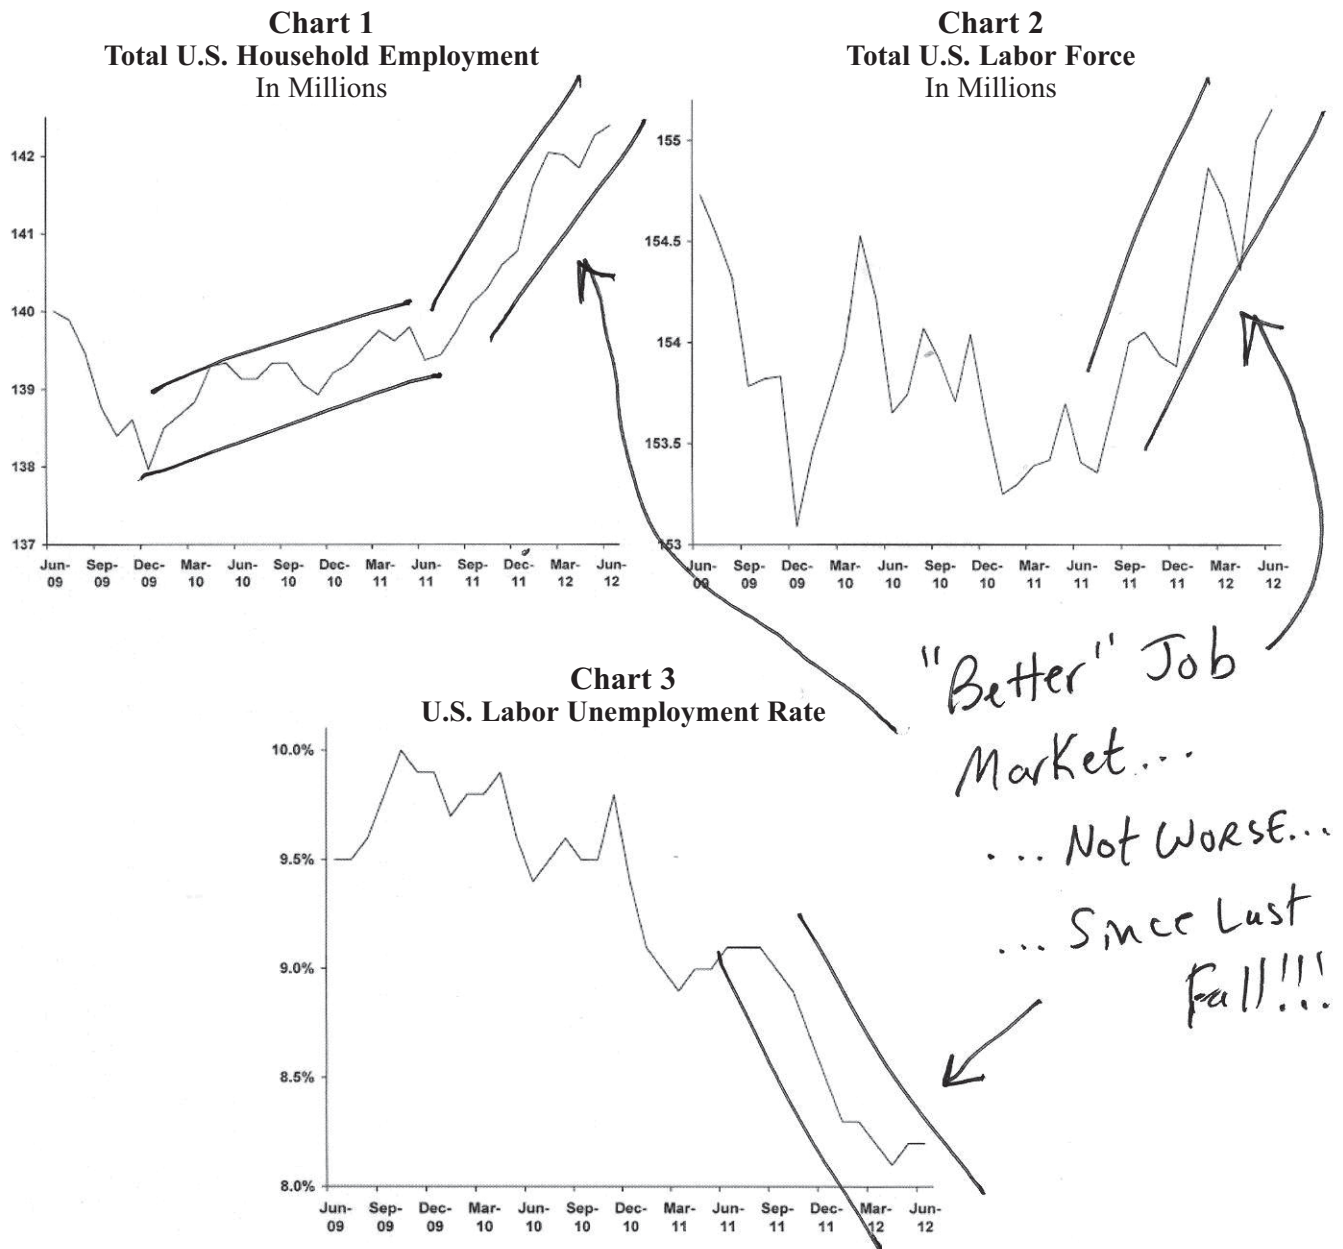 Chart 1
Total U.S. Household Employment
In Millions
142
141
140
139
138
137
Jun-09 Sep-09 Dec-09 Mar-10 Jun-10 Sep-10 Dec-10 Mar-11 Jun-11 Sep-11 Dec-11 Mar-12 Jun-12
Chart 2
Total U.S. Labor Force
In Millions
155
154.5
154
153.5
153
Jun-09 Sep-09 Dec-09 Mar-10 Jun-10 Sep-10 Dec-10 Mar-11 Jun-11 Sep-11 Dec-11 Mar-12 Jun-12
Chart 3
U.S. Labor Unemployment Rate
10.0%
9.5%
9.0%
8.5%
8.0%
Jun-09 Sep-09 Dec-09 Mar-10 Jun-10 Sep-10 Dec-10 Mar-11 Jun-11 Sep-11 Dec-11 Mar-12 Jun-12
"Better" Job
Market...
... Not WORSE...
... Since Last
Fall!!!